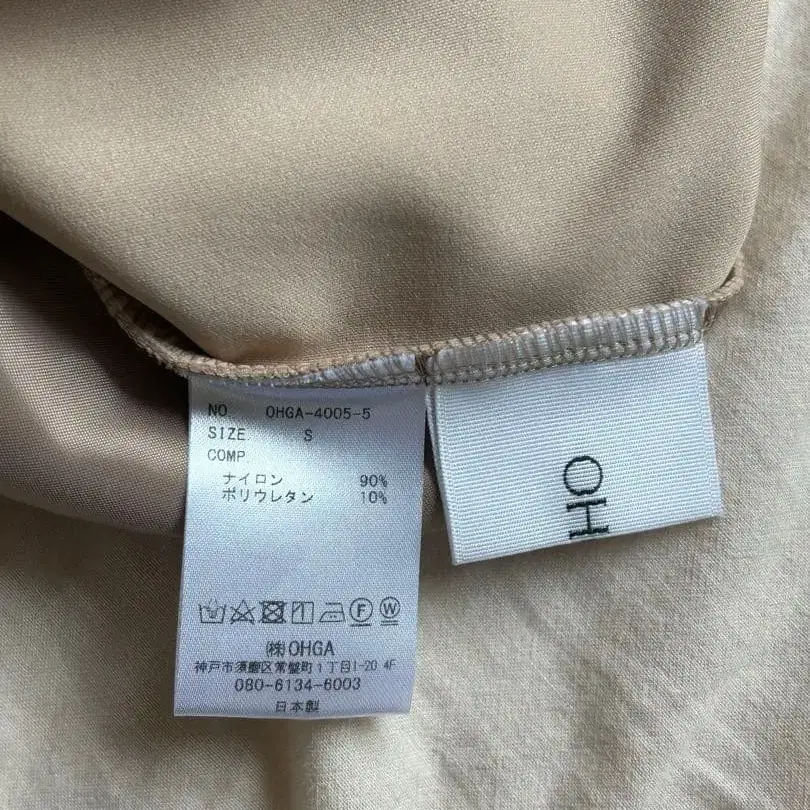 NO OHGA-4005-5
SIZE S
COMP
ナイロン 90%
ポリウレタン 10%
F W
㈱OHGA
神戸市須磨区常盤町1丁目1-20 4F
080-6134-6003
日本製
OH